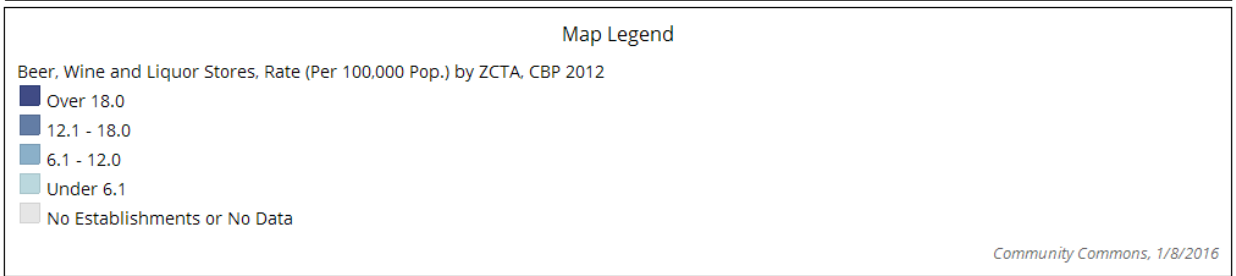 Map Legend
Beer, Wine and Liquor Stores, Rate (Per 100,000 Pop.) by ZCTA, CBP 2012
Over 18.0
12.1 - 18.0
6.1 - 12.0
Under 6.1
No Establishments or No Data
Community Commons, 1/8/2016